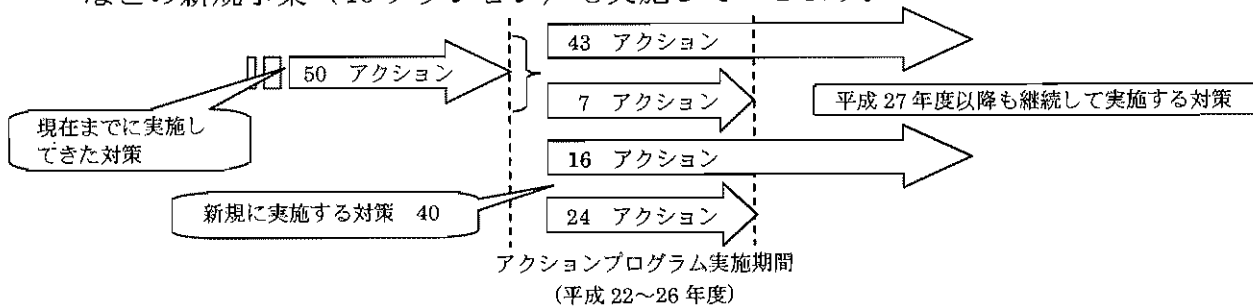 43 アクション
50 アクション
7 アクション
平成 27 年度以降も継続して実施する対策
現在までに実施し
てきた対策
16 アクション
新規に実施する対策 40
24 アクション
アクションプログラム実施期間
(平成 22～26 年度)